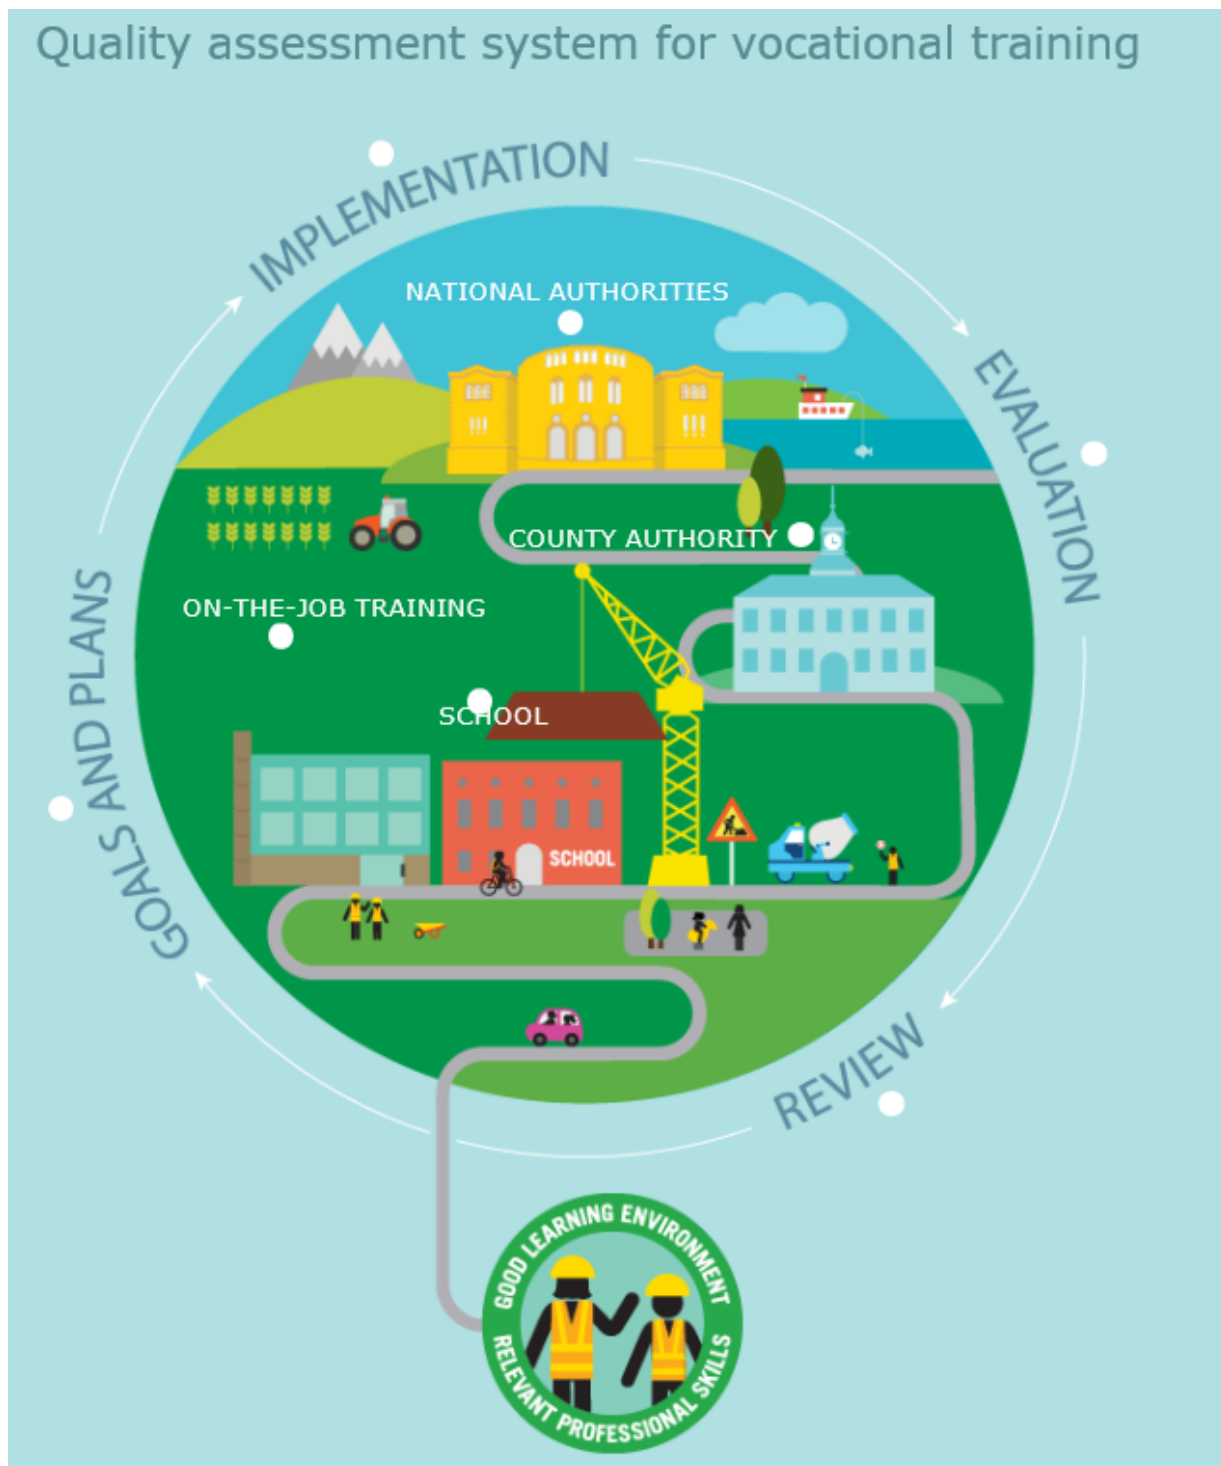 Quality assessment system for vocational training
IMPLEMENTATION
NATIONAL AUTHORITIES
EVALUATION
COUNTY AUTHORITY
ON-THE-JOB TRAINING
GOALS AND PLANS
SCHOOL
SCHOOL
REVIEW
GOOD LEARNING ENVIRONMENT
RELEVANT PROFESSIONAL SKILLS